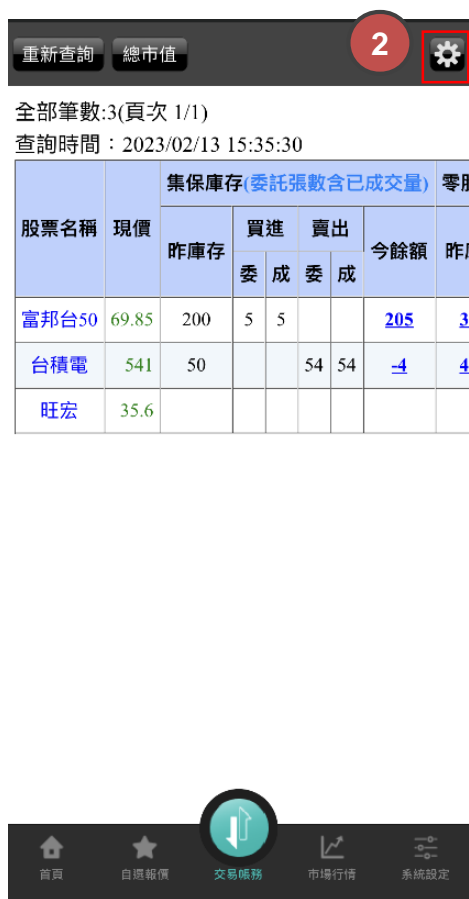 重新查詢 總市值 2
全部筆數:3(頁次 1/1)
查詢時間：2023/02/13 15:35:30
股票名稱 現價 集保庫存(委託張數含已成交量) 零股
昨庫存 買進 賣出 今餘額 昨
委 成 委 成
富邦台50 69.85 200 5 5 205 3
台積電 541 50 54 54 -4 4
旺宏 35.6
首頁 自選報價 交易帳務 市場行情 系統設定